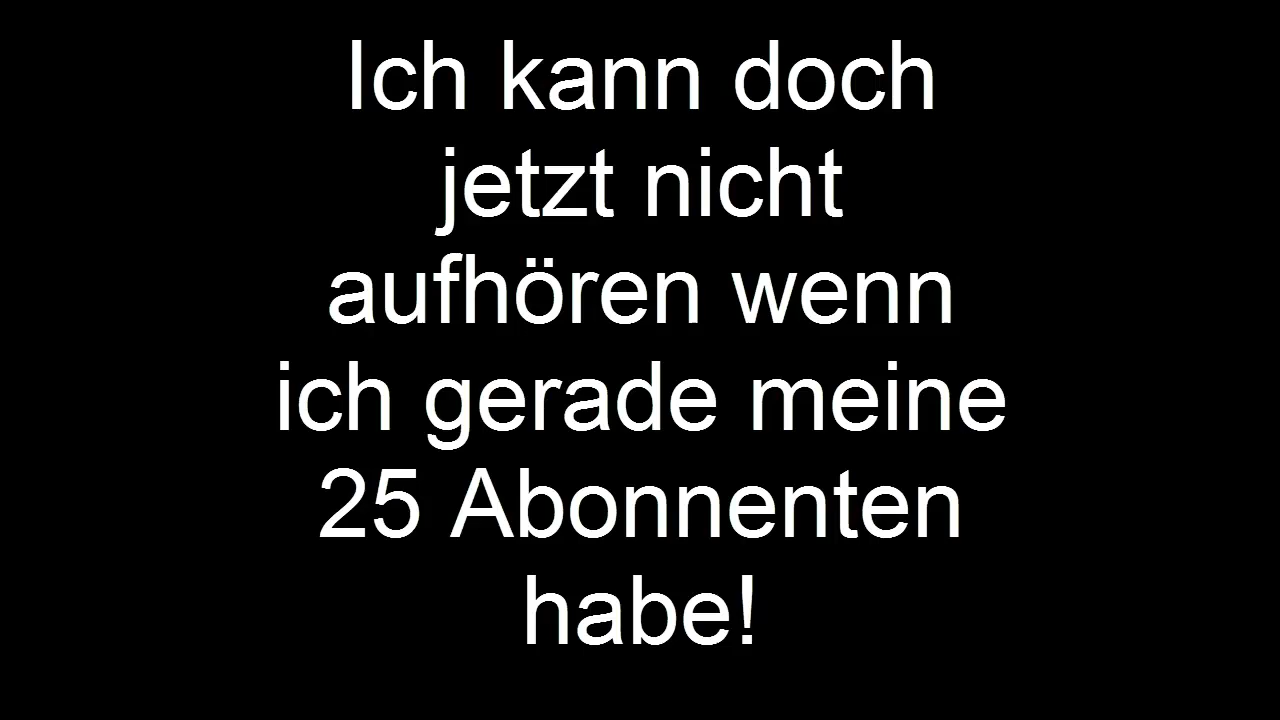 Ich kann doch
jetzt nicht
aufhören wenn
ich gerade meine
25 Abonnenten
habe!